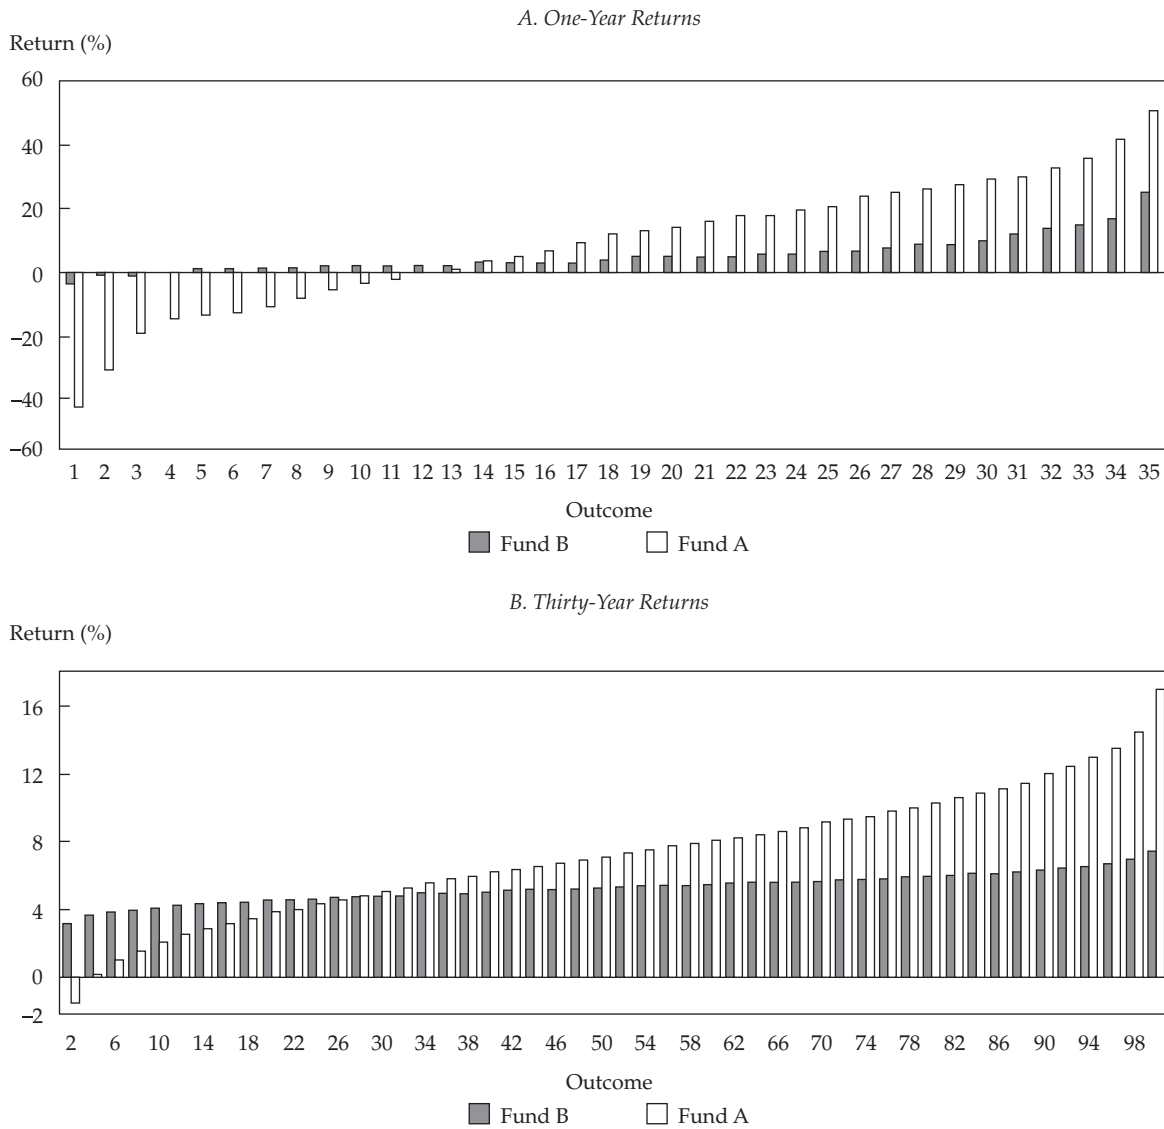 A. One-Year Returns
Return (%)
60
40
20
0
−20
−40
−60
1 2 3 4 5 6 7 8 9 10 11 12 13 14 15 16 17 18 19 20 21 22 23 24 25 26 27 28 29 30 31 32 33 34 35
Outcome
Fund B Fund A
B. Thirty-Year Returns
Return (%)
16
12
8
4
0
−2
2 6 10 14 18 22 26 30 34 38 42 46 50 54 58 62 66 70 74 78 82 86 90 94 98
Outcome
Fund B Fund A